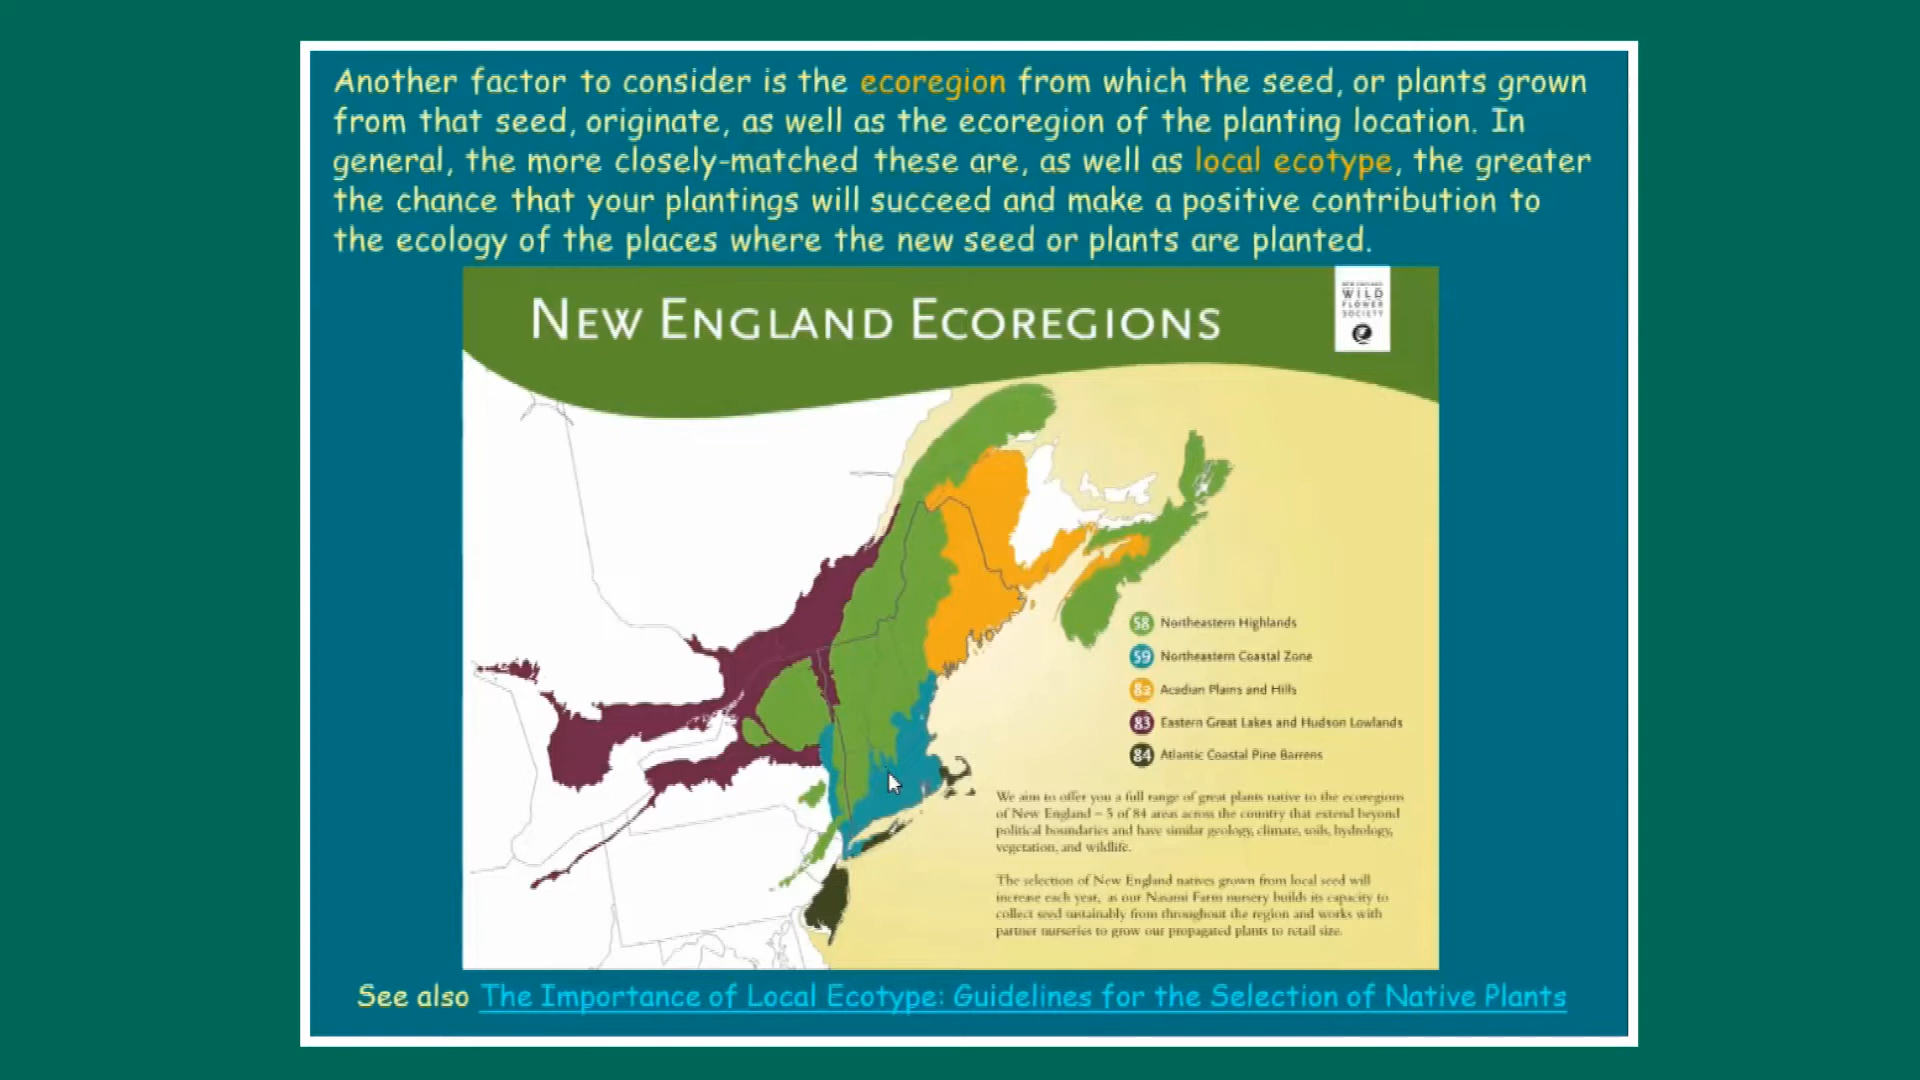 Another factor to consider is the ecoregion from which the seed, or plants grown
from that seed, originate, as well as the ecoregion of the planting location. In
general, the more closely-matched these are, as well as local ecotype, the greater
the chance that your plantings will succeed and make a positive contribution to
the ecology of the places where the new seed or plants are planted.
NEW ENGLAND ECOREGIONS
NEW ENGLAND
WILD
FLOWER
SOCIETY
58 Northeastern Highlands
59 Northeastern Coastal Zone
82 Acadian Plains and Hills
83 Eastern Great Lakes and Hudson Lowlands
84 Atlantic Coastal Pine Barrens
We aim to offer you a full range of great plants native to the ecoregions
of New England – 5 of 84 areas across the country that extend beyond
political boundaries and have similar geology, climate, soils, hydrology,
vegetation, and wildlife.
The selection of New England natives grown from local seed will
increase each year, as our Nasami Farm nursery builds its capacity to
collect seed sustainably from throughout the region and works with
partner nurseries to grow our propagated plants to retail size.
See also The Importance of Local Ecotype: Guidelines for the Selection of Native Plants